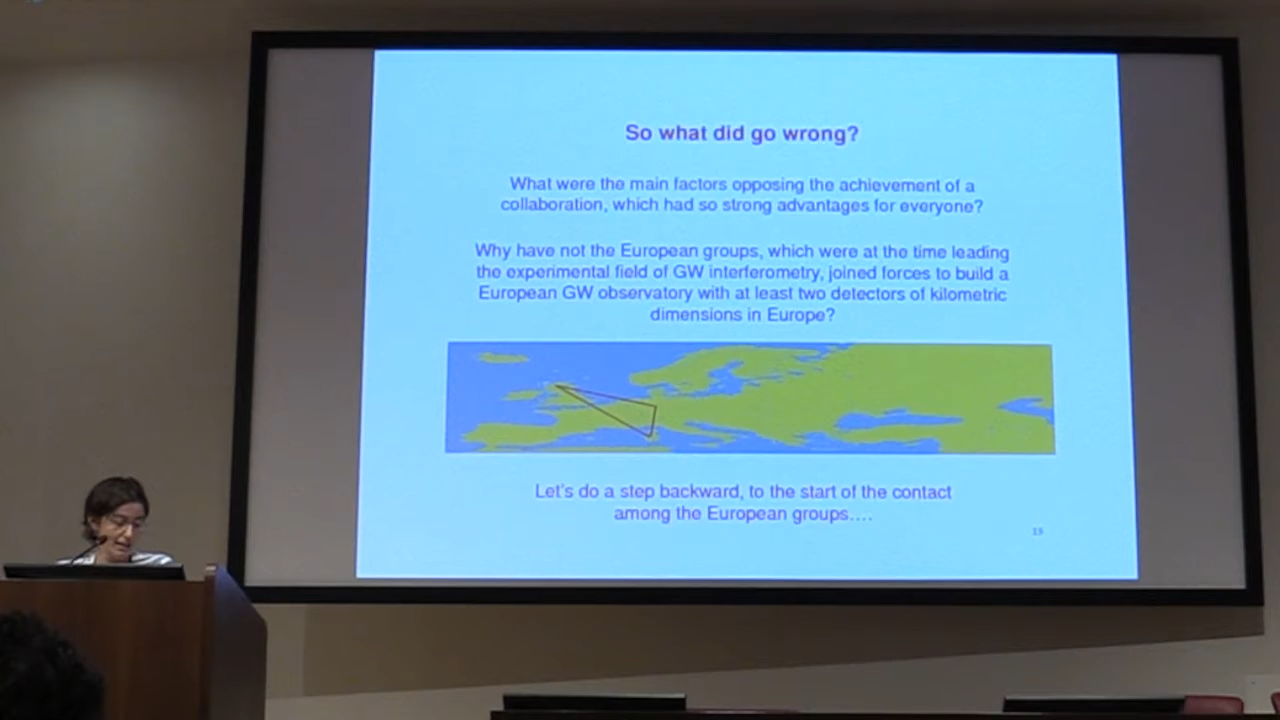 So what did go wrong?
What were the main factors opposing the achievement of a
collaboration, which had so strong advantages for everyone?
Why have not the European groups, which were at the time leading
the experimental field of GW interferometry, joined forces to build a
European GW observatory with at least two detectors of kilometric
dimensions in Europe?
Let's do a step backward, to the start of the contact
among the European groups....